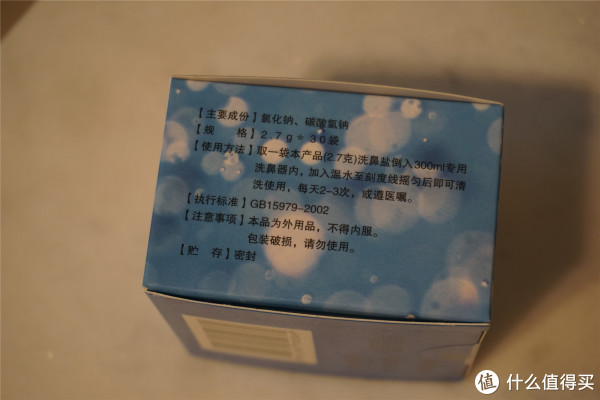 【主要成份】氯化钠、碳酸氢钠
【规　　格】2.7g*30袋
【使用方法】取一袋本产品(2.7克)洗鼻盐倒入300ml专用
洗鼻器内，加入温水至刻度线摇匀后即可清
洗使用，每天2-3次，或遵医嘱。
【执行标准】GB15979-2002
【注意事项】本品为外用品，不得内服。
包装破损，请勿使用。
【贮　　存】密封
值 什么值得买